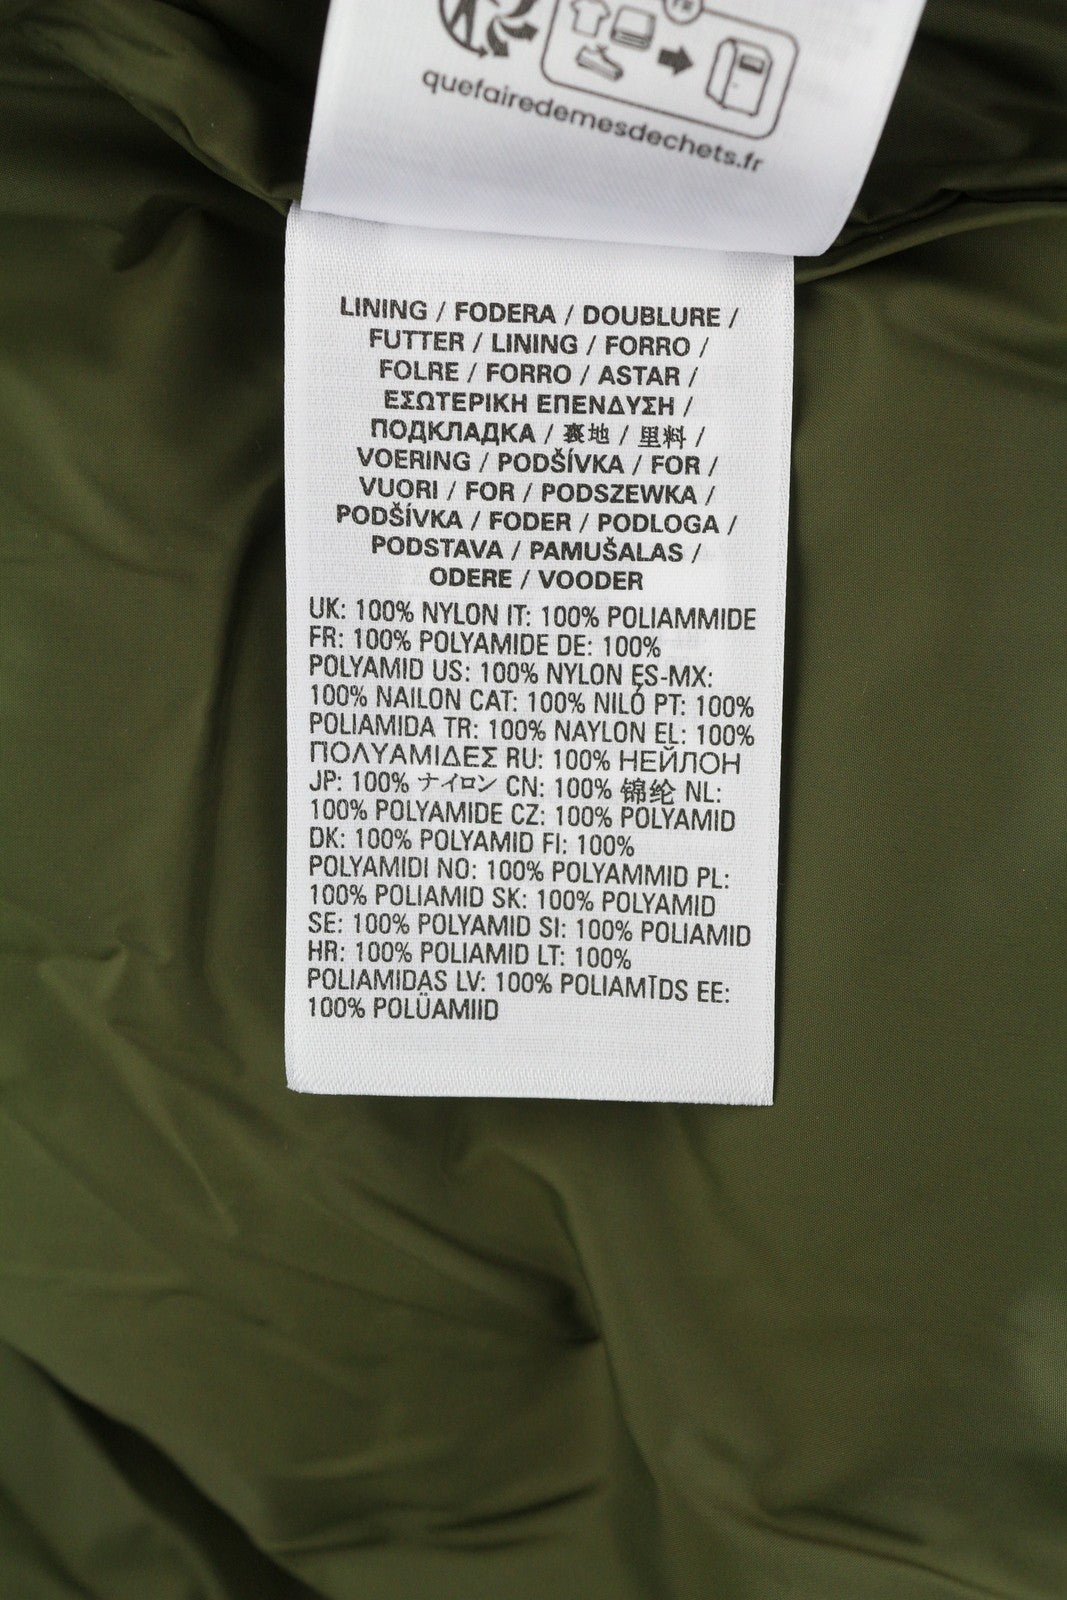 FR
quefairedemesdechets.fr
LINING / FODERA / DOUBLURE /
FUTTER / LINING / FORRO /
FOLRE / FORRO / ASTAR /
ΕΣΩΤΕΡΙΚΗ ΕΠΕΝΔΥΣΗ /
ПОДКЛАДКА / 裏地 / 里料 /
VOERING / PODŠÍVKA / FOR /
VUORI / FOR / PODSZEWKA /
PODŠÍVKA / FODER / PODLOGA /
PODSTAVA / PAMUŠALAS /
ODERE / VOODER
UK: 100% NYLON IT: 100% POLIAMMIDE
FR: 100% POLYAMIDE DE: 100%
POLYAMID US: 100% NYLON ES-MX:
100% NAILON CAT: 100% NILÓ PT: 100%
POLIAMIDA TR: 100% NAYLON EL: 100%
ΠΟΛΥΑΜΙΔΕΣ RU: 100% НЕЙЛОН
JP: 100% ナイロン CN: 100% 锦纶 NL:
100% POLYAMIDE CZ: 100% POLYAMID
DK: 100% POLYAMID FI: 100%
POLYAMIDI NO: 100% POLYAMMID PL:
100% POLIAMID SK: 100% POLYAMID
SE: 100% POLYAMID SI: 100% POLIAMID
HR: 100% POLIAMID LT: 100%
POLIAMIDAS LV: 100% POLIAMĪDS EE:
100% POLÜAMIID